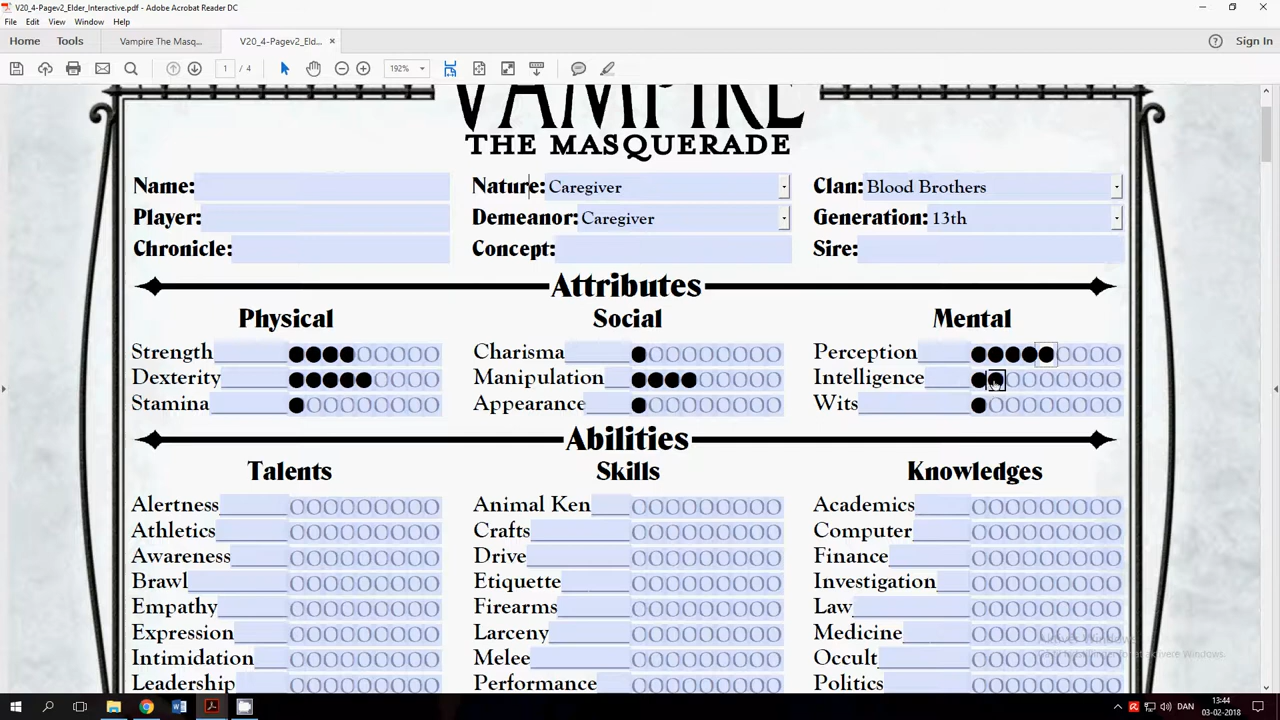 V20_4-Pagev2_Elder_Interactive.pdf - Adobe Acrobat Reader DC
File Edit View Window Help
Home Tools Vampire The Masq... V20_4-Pagev2_Eld... × Sign In
1 / 4 192%
VAMPIRE
THE MASQUERADE
Name: Nature: Caregiver Clan: Blood Brothers
Player: Demeanor: Caregiver Generation: 13th
Chronicle: Concept: Sire:
Attributes
Physical Social Mental
Strength Charisma Perception
Dexterity Manipulation Intelligence
Stamina Appearance Wits
Abilities
Talents Skills Knowledges
Alertness Animal Ken Academics
Athletics Crafts Computer
Awareness Drive Finance
Brawl Etiquette Investigation
Empathy Firearms Law
Expression Larceny Medicine
Intimidation Melee Occult
Leadership Performance Politics
DAN 13:44
03-02-2018